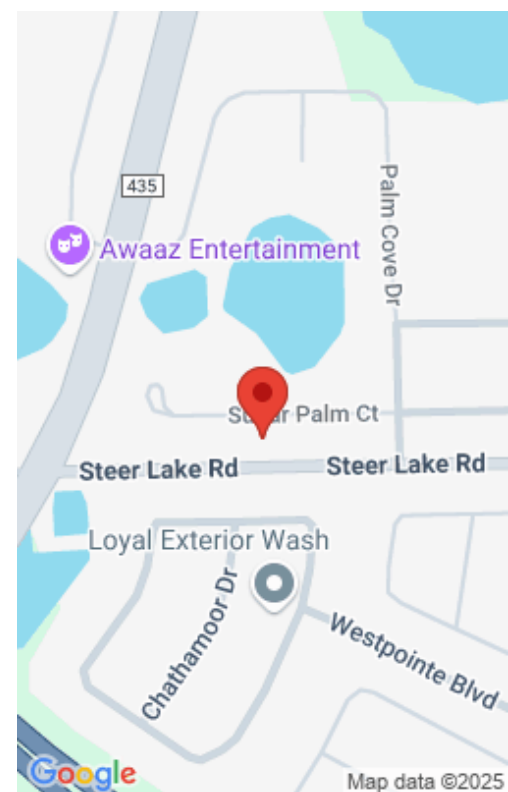 435
Palm Cove Dr
Awaaz Entertainment
Palm Ct
Steer Lake Rd
Steer Lake Rd
Loyal Exterior Wash
Chathamoor Dr
Westpointe Blvd
Google
Map data ©2025